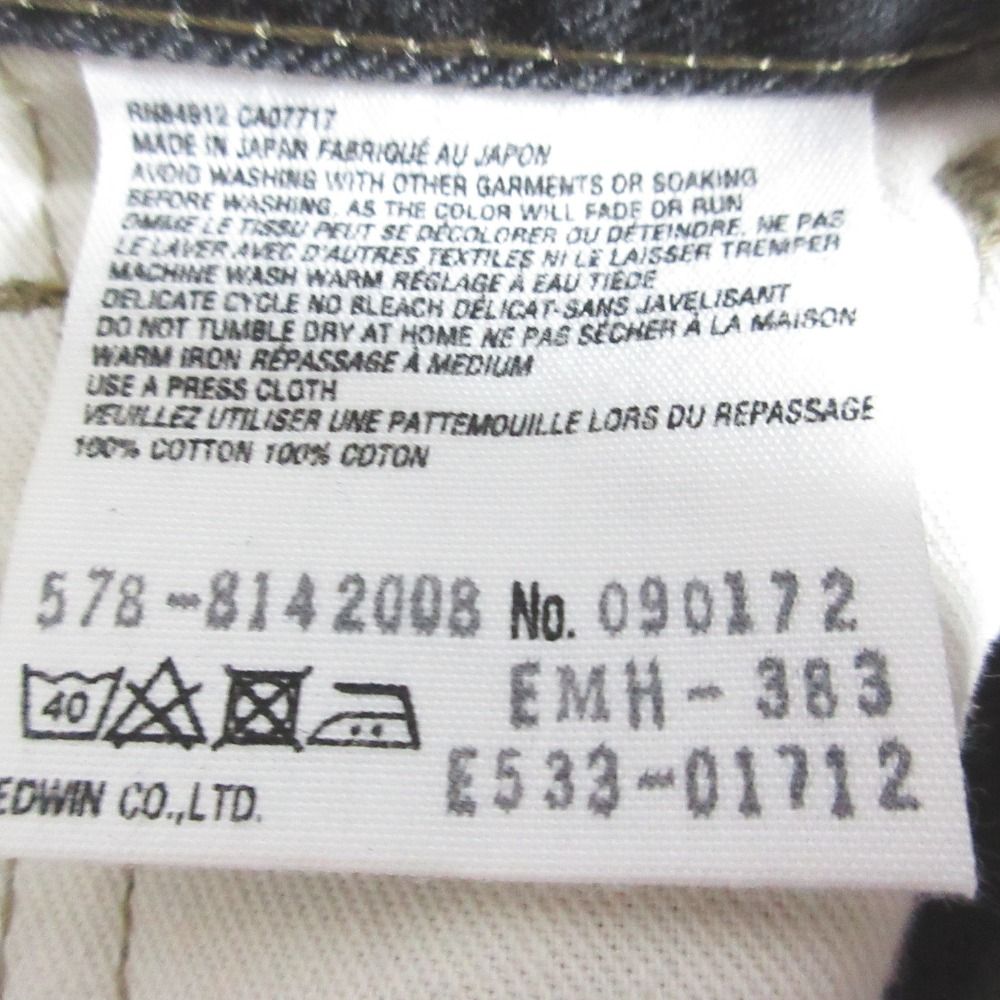 RN84912 CA07717
MADE IN JAPAN FABRIQUÉ AU JAPON
AVOID WASHING WITH OTHER GARMENTS OR SOAKING
BEFORE WASHING, AS THE COLOR WILL FADE OR RUN
OMME LE TISSU PEUT SE DÉCOLORER OU DÉTEINDRE. NE PAS
LE LAVER AVEC D'AUTRES TEXTILES NI LE LAISSER TREMPER
MACHINE WASH WARM RÉGLAGE À EAU TIÈDE
DELICATE CYCLE NO BLEACH DÉLICAT-SANS JAVELISANT
DO NOT TUMBLE DRY AT HOME NE PAS SÉCHER À LA MAISON
WARM IRON RÉPASSAGE À MEDIUM
USE A PRESS CLOTH
VEUILLEZ UTILISER UNE PATTEMOUILLE LORS DU REPASSAGE
100% COTTON 100% COTON
578-8142008 No. 090172
40 EMH-383
EDWIN CO.,LTD. E533-01712